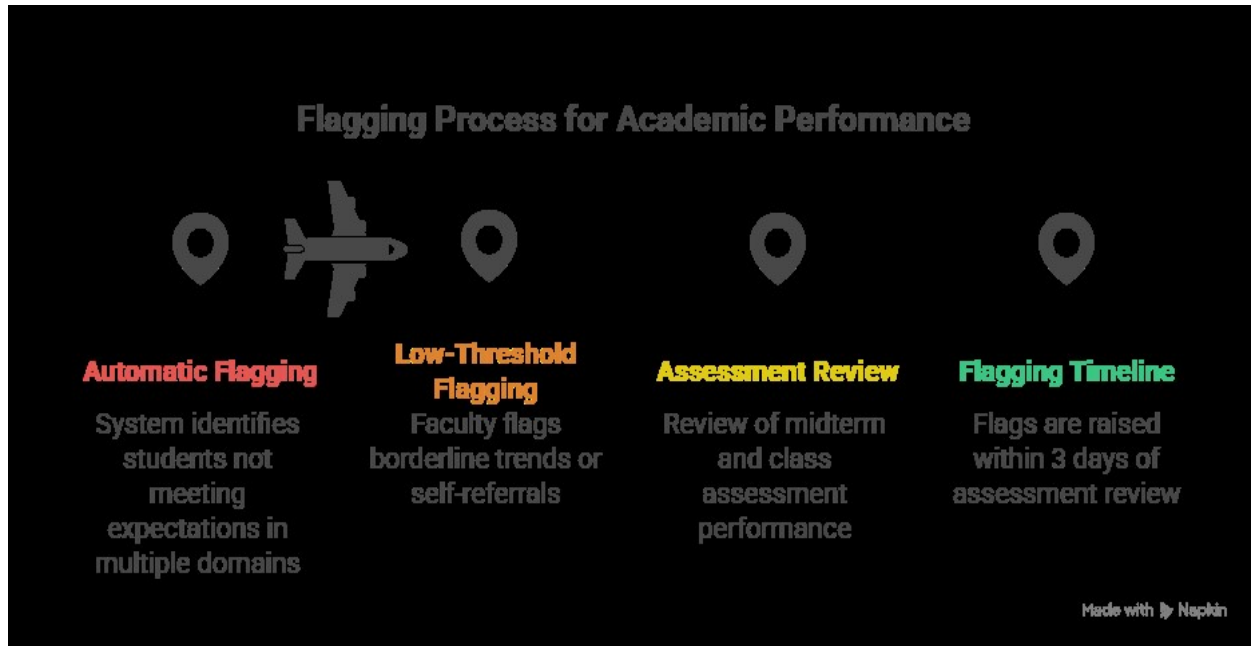 Flagging Process for Academic Performance
Automatic Flagging
System identifies
students not
meeting
expectations in
multiple domains
Low-Threshold
Flagging
Faculty flags
borderline trends or
self-referrals
Assessment Review
Review of midterm
and class
assessment
performance
Flagging Timeline
Flags are raised
within 3 days of
assessment review
Made with Napkin